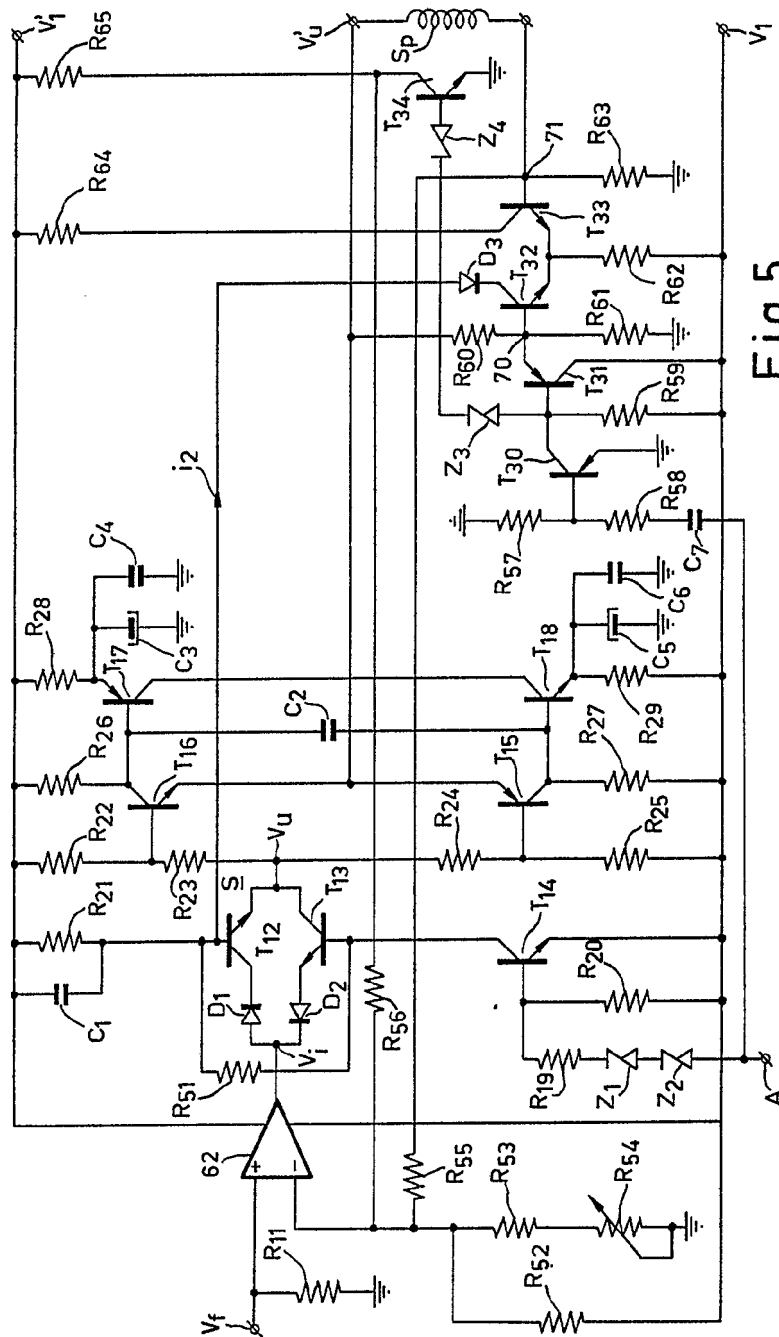 V'1
R65
R64
V'u
Sp
T34
Z4
71
R63
T33
D3
T32
R62
R60
70
R61
T31
R59
Z3
T30
R58
R57
C7
i2
C4
R28
C3
T17
C2
T18
C6
C5
R29
R26
T16
R27
T15
R22
R23
Vu
R24
R25
R21
S
T12
T13
T14
C1
D1
D2
Vi
R51
R56
R20
R19
Z1
Z2
A
62
+
-
R55
R53
R54
R52
R11
Vf
V1
Fig.5